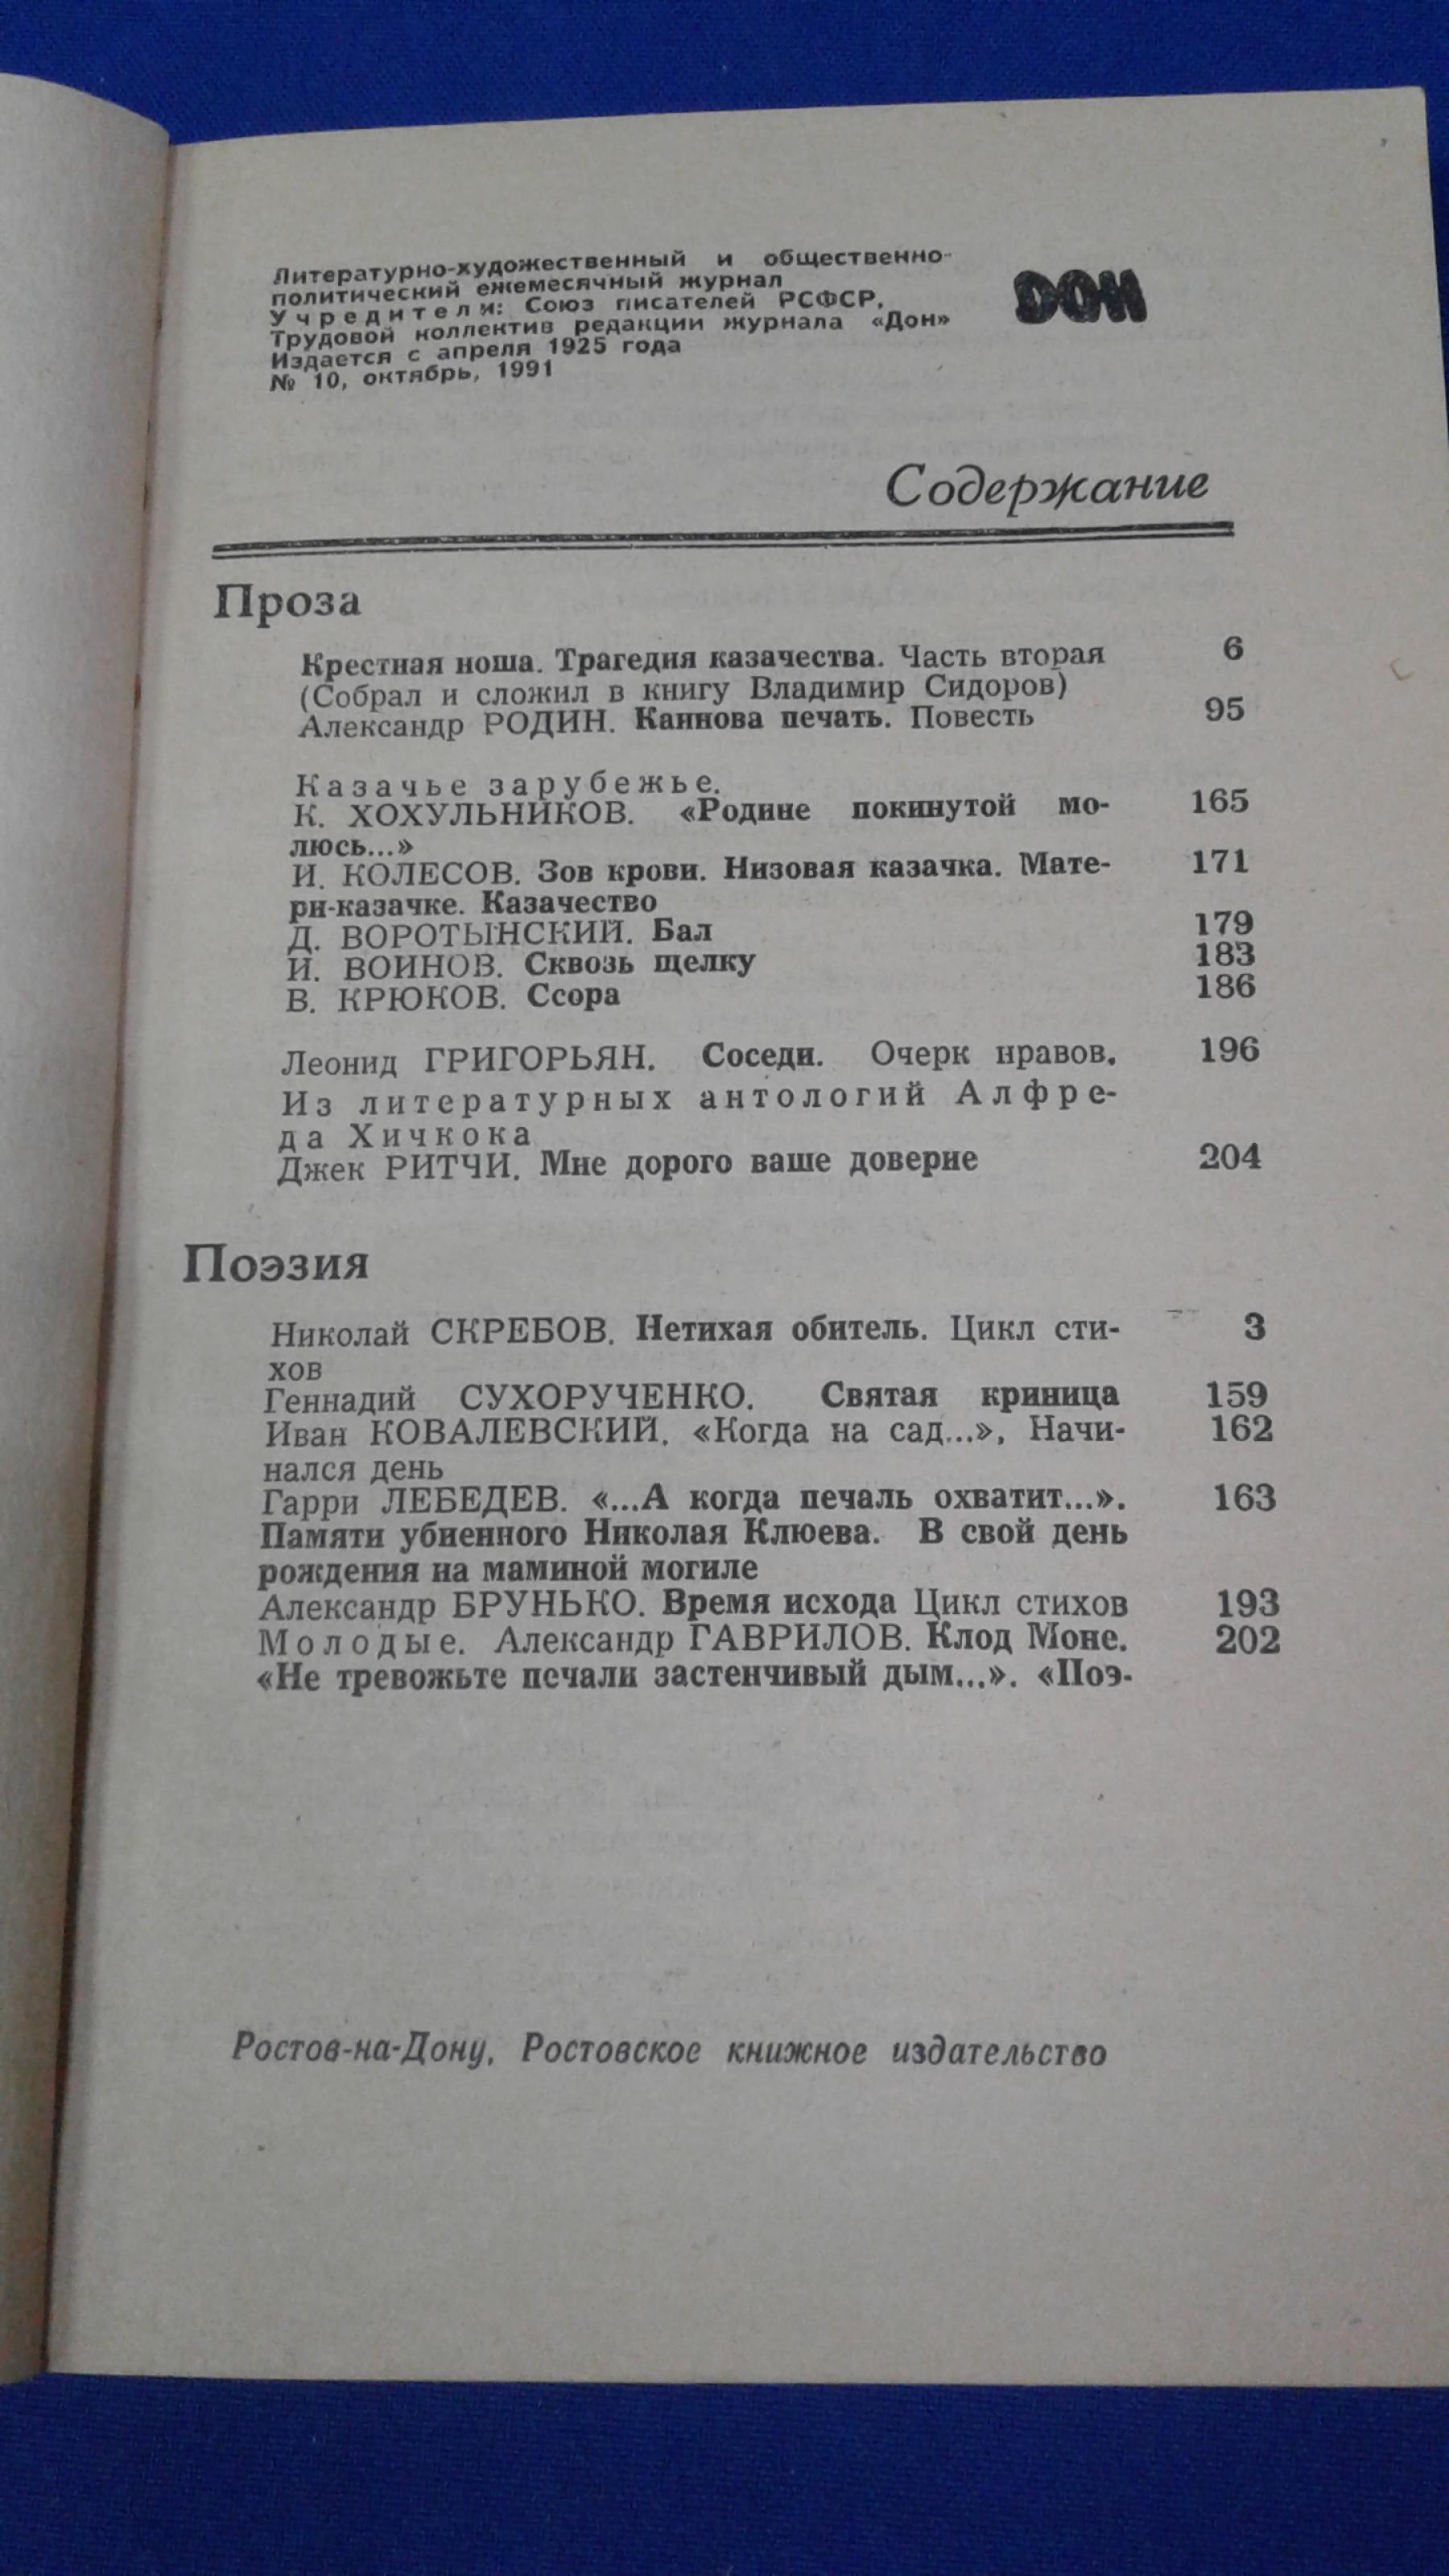 Литературно-художественный и общественно-
политический ежемесячный журнал
Учредители: Союз писателей РСФСР,
Трудовой коллектив редакции журнала «Дон»
Издается с апреля 1925 года
№ 10, октябрь, 1991
ДОН
Содержание
Проза
Крестная ноша. Трагедия казачества. Часть вторая 6
(Собрал и сложил в книгу Владимир Сидоров)
Александр РОДИН. Каинова печать. Повесть 95
Казачье зарубежье.
К. ХОХУЛЬНИКОВ. «Родине покинутой мо- 165
люсь...»
И. КОЛЕСОВ. Зов крови. Низовая казачка. Мате- 171
ри-казачке. Казачество
Д. ВОРОТЫНСКИЙ. Бал 179
И. ВОИНОВ. Сквозь щелку 183
В. КРЮКОВ. Ссора 186
Леонид ГРИГОРЬЯН. Соседи. Очерк нравов. 196
Из литературных антологий Алфре-
да Хичкока
Джек РИТЧИ. Мне дорого ваше доверие 204
Поэзия
Николай СКРЕБОВ. Нетихая обитель. Цикл сти- 3
хов
Геннадий СУХОРУЧЕНКО. Святая криница 159
Иван КОВАЛЕВСКИЙ. «Когда на сад...», Начи- 162
нался день
Гарри ЛЕБЕДЕВ. «...А когда печаль охватит...». 163
Памяти убиенного Николая Клюева. В свой день
рождения на маминой могиле
Александр БРУНЬКО. Время исхода Цикл стихов 193
Молодые. Александр ГАВРИЛОВ. Клод Моне. 202
«Не тревожьте печали застенчивый дым...». «Поэ-
Ростов-на-Дону, Ростовское книжное издательство